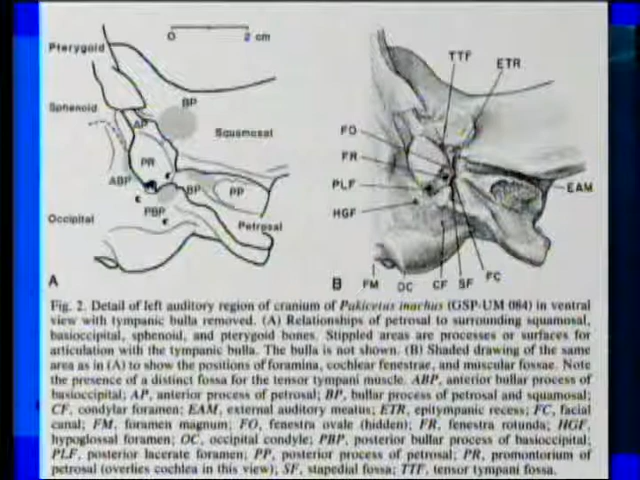 0 2 cm
Pterygoid
Sphenoid
BP
AP
Squamosal
PR
ABP
BP
PP
PBP
Occipital
Petrosal
A
TTF
ETR
FO
FR
PLF
HGF
EAM
FM
OC
CF
SF
FC
B
Fig. 2. Detail of left auditory region of cranium of Pakicetus inachus (GSP-UM 084) in ventral
view with tympanic bulla removed. (A) Relationships of petrosal to surrounding squamosal,
basioccipital, sphenoid, and pterygoid bones. Stippled areas are processes or surfaces for
articulation with the tympanic bulla. The bulla is not shown. (B) Shaded drawing of the same
area as in (A) to show the positions of foramina, cochlear fenestrae, and muscular fossae. Note
the presence of a distinct fossa for the tensor tympani muscle. ABP, anterior bullar process of
basioccipital; AP, anterior process of petrosal; BP, bullar process of petrosal and squamosal;
CF, condylar foramen; EAM, external auditory meatus; ETR, epitympanic recess; FC, facial
canal; FM, foramen magnum; FO, fenestra ovale (hidden); FR, fenestra rotunda; HGF,
hypoglossal foramen; OC, occipital condyle; PBP, posterior bullar process of basioccipital;
PLF, posterior lacerate foramen; PP, posterior process of petrosal; PR, promontorium of
petrosal (overlies cochlea in this view); SF, stapedial fossa; TTF, tensor tympani fossa.